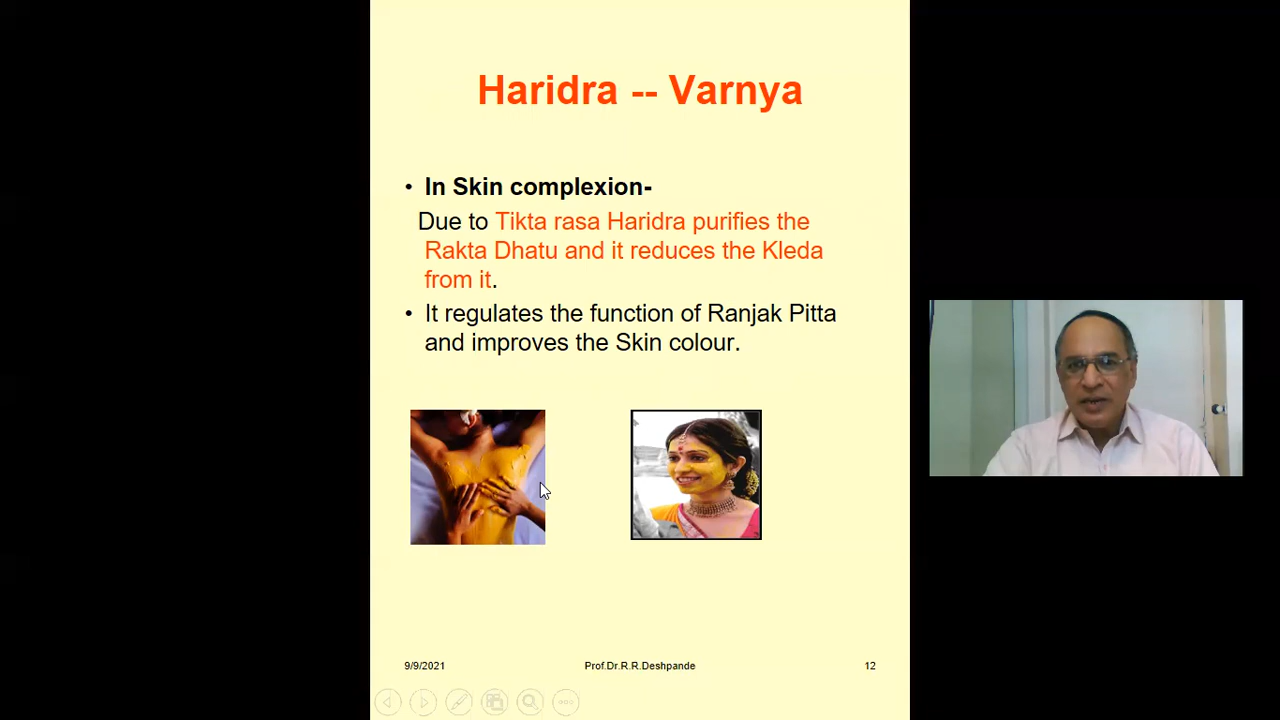 Haridra -- Varnya
• In Skin complexion-
Due to Tikta rasa Haridra purifies the
Rakta Dhatu and it reduces the Kleda
from it.
• It regulates the function of Ranjak Pitta
and improves the Skin colour.
9/9/2021 Prof.Dr.R.R.Deshpande 12